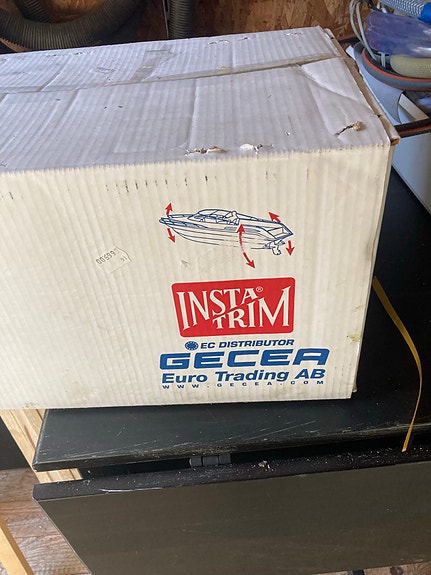 INSTA®
TRIM
EC DISTRIBUTOR
GECEA
Euro Trading AB
WWW.GECEA.COM